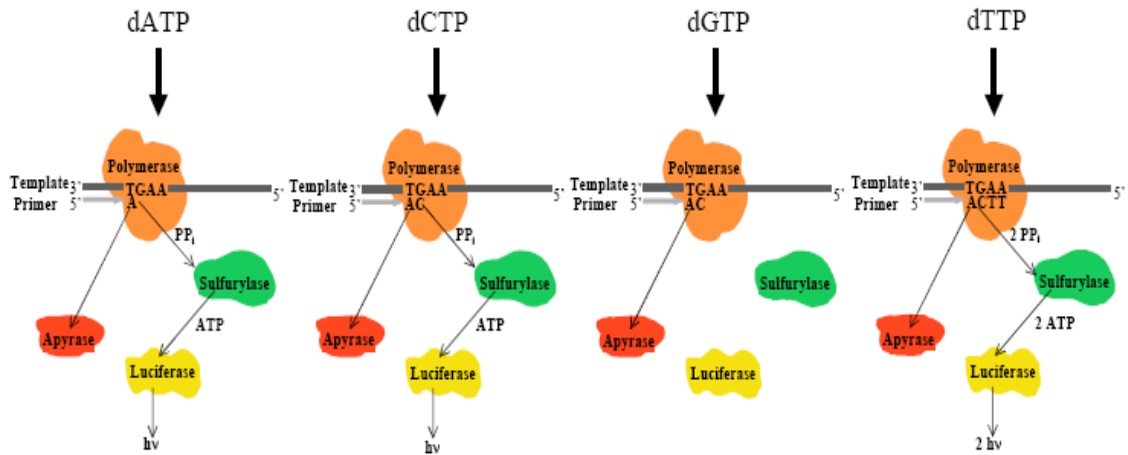 dATP
Polymerase
Template 3' TGAA 5'
Primer 5' A
PPi
Sulfurylase
ATP
Apyrase
Luciferase
hν
dCTP
Polymerase
Template 3' TGAA 5'
Primer 5' AC
PPi
Sulfurylase
ATP
Apyrase
Luciferase
hν
dGTP
Polymerase
Template 3' TGAA 5'
Primer 5' AC
Sulfurylase
Apyrase
Luciferase
dTTP
Polymerase
Template 3' TGAA 5'
Primer 5' ACTT
2 PPi
Sulfurylase
2 ATP
Apyrase
Luciferase
2 hν